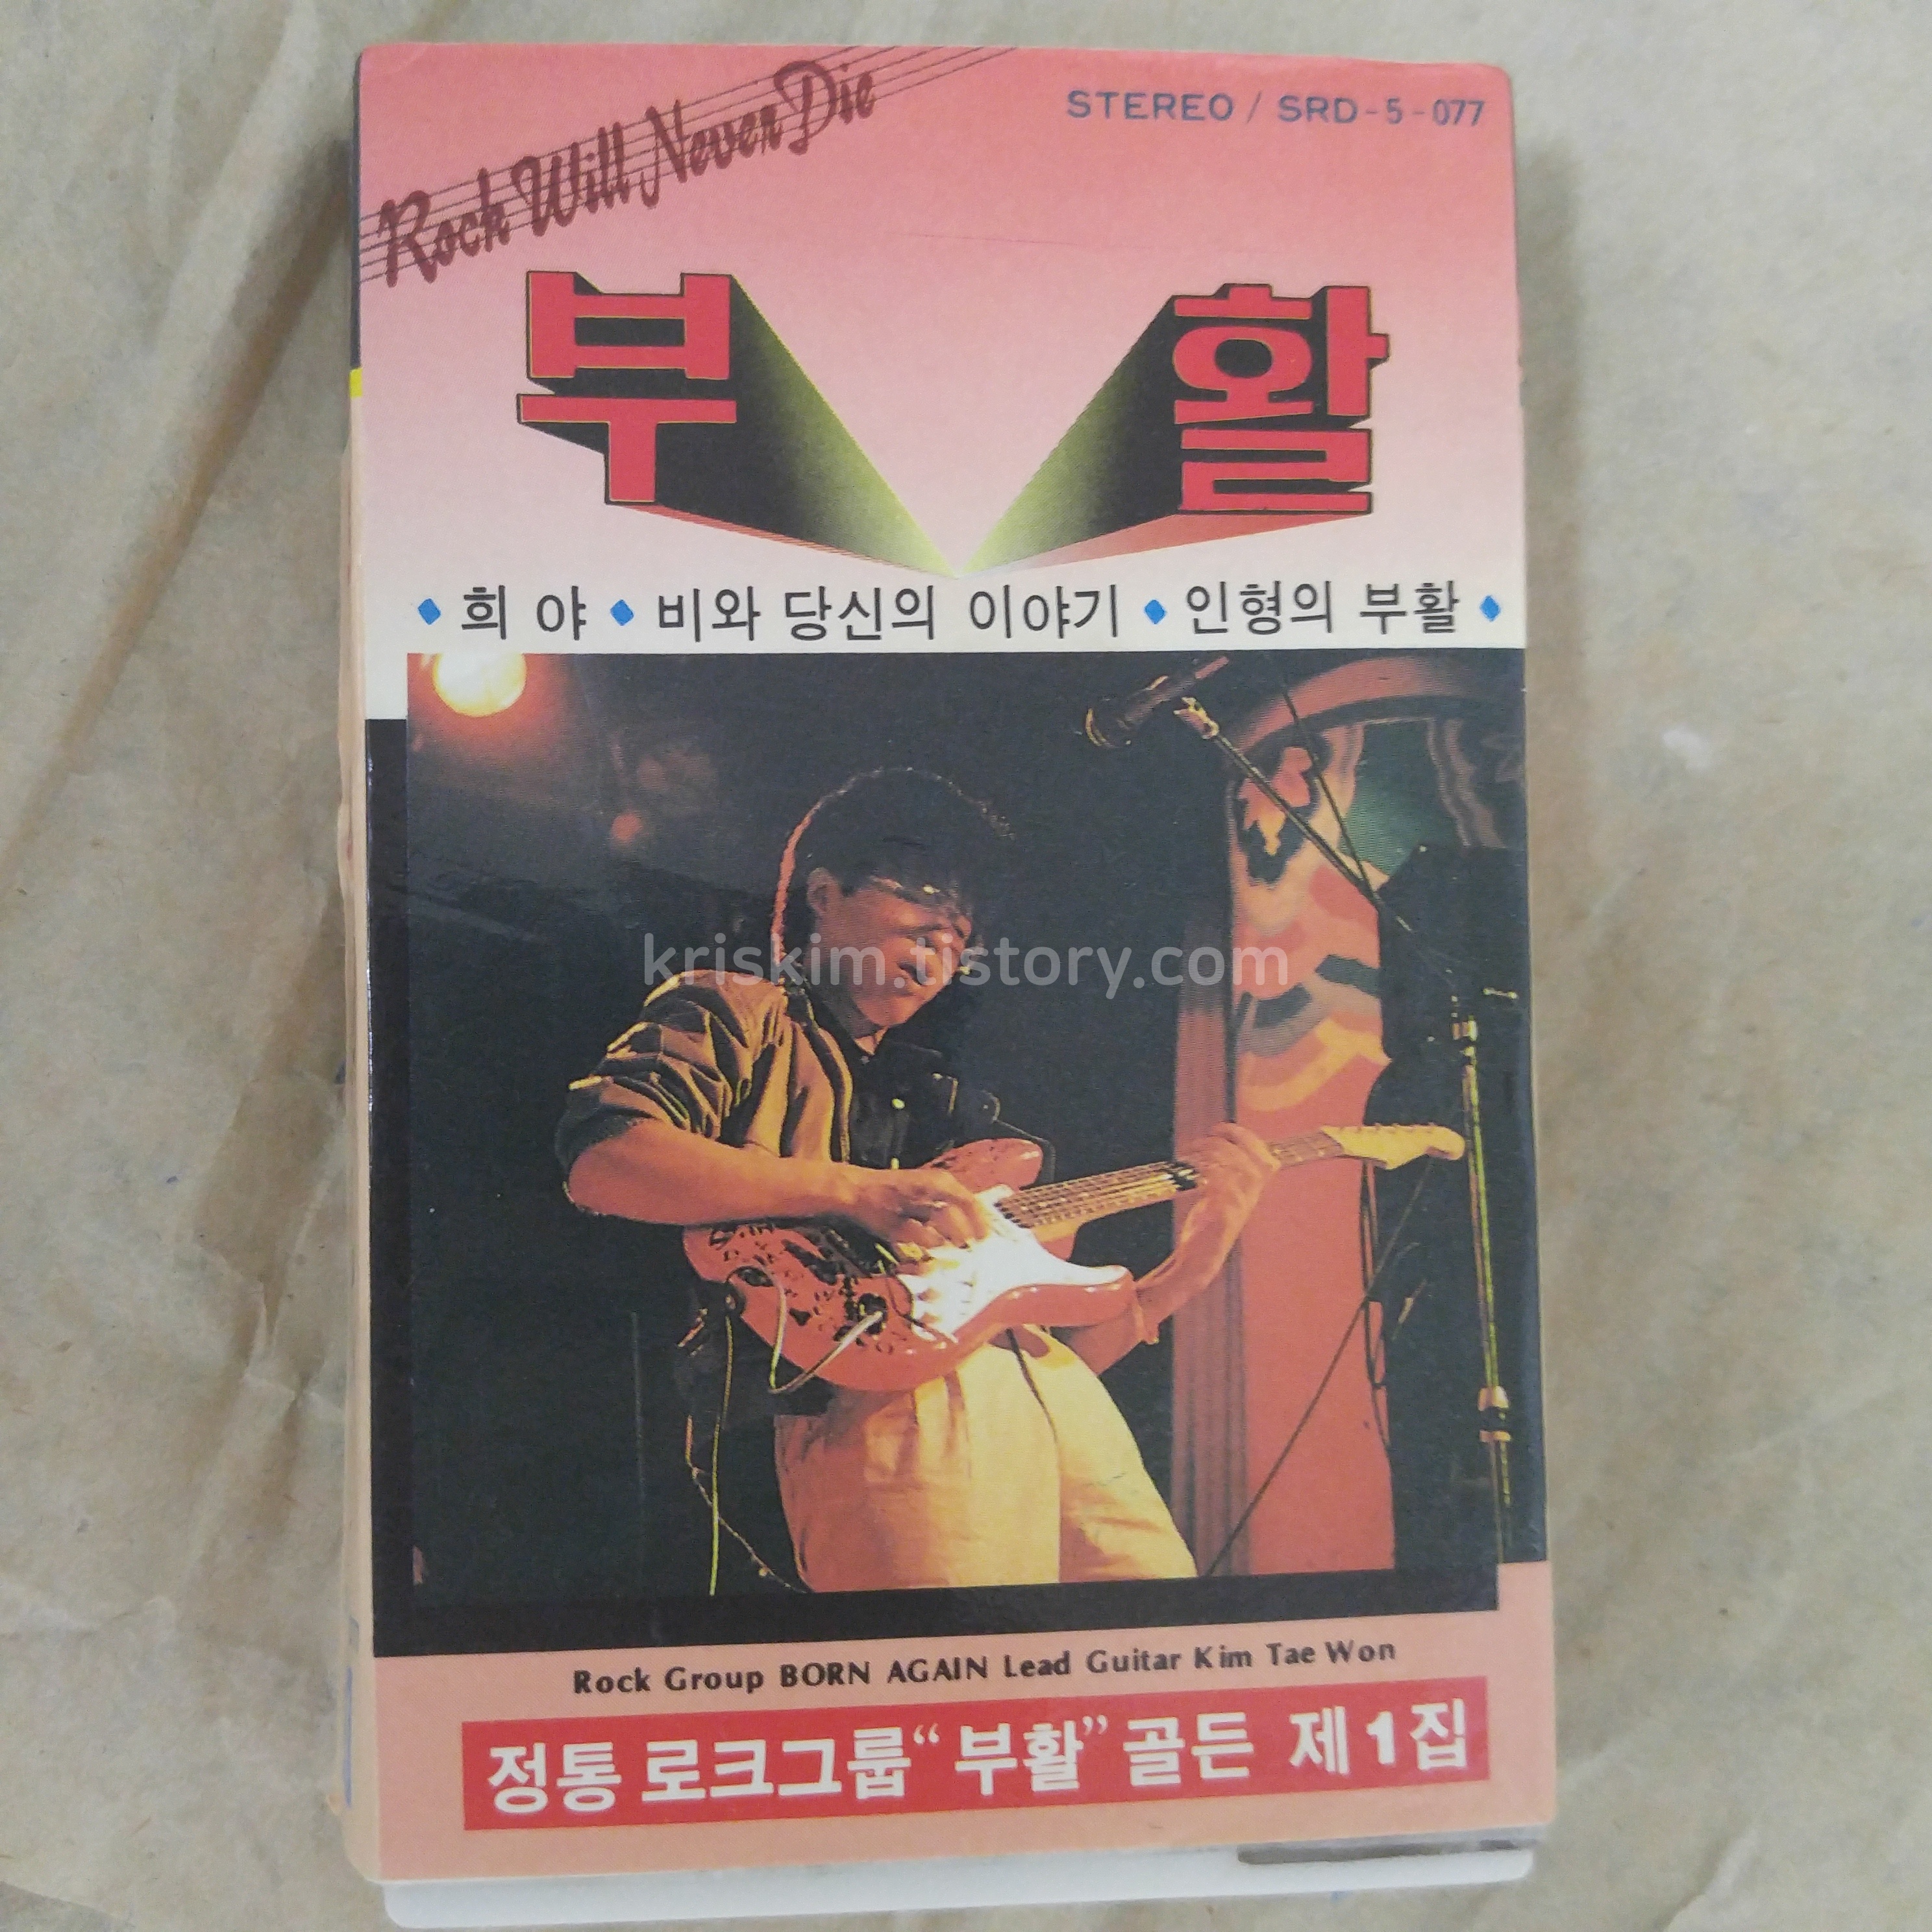 Rock Will Never Die
STEREO / SRD-5-077
부 활
◆ 희 야 ◆ 비와 당신의 이야기 ◆ 인형의 부활 ◆
kriskim.tistory.com
Rock Group BORN AGAIN Lead Guitar Kim Tae Won
정통 로크그룹“부활”골든 제1집